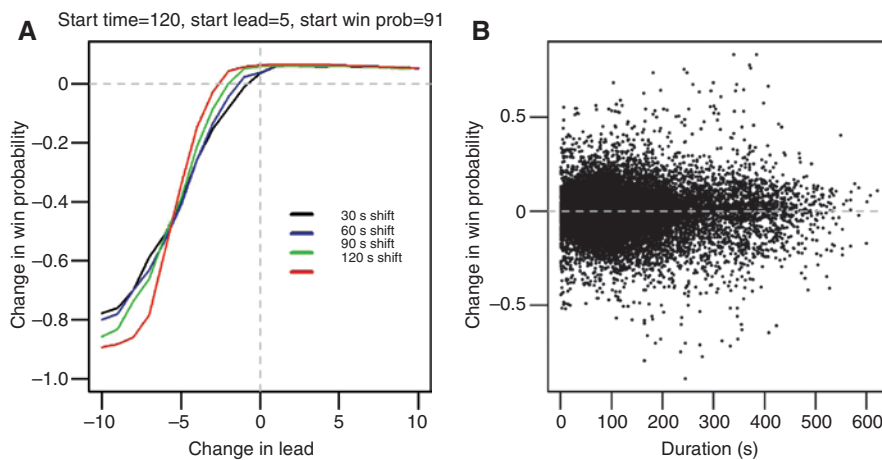 Start time=120, start lead=5, start win prob=91
A
Change in win probability
0
−0.2
−0.4
−0.6
−0.8
−1.0
30 s shift
60 s shift
90 s shift
120 s shift
−10
−5
0
5
10
Change in lead
B
Change in win probability
0.5
0
−0.5
0
100
200
300
400
500
600
Duration (s)